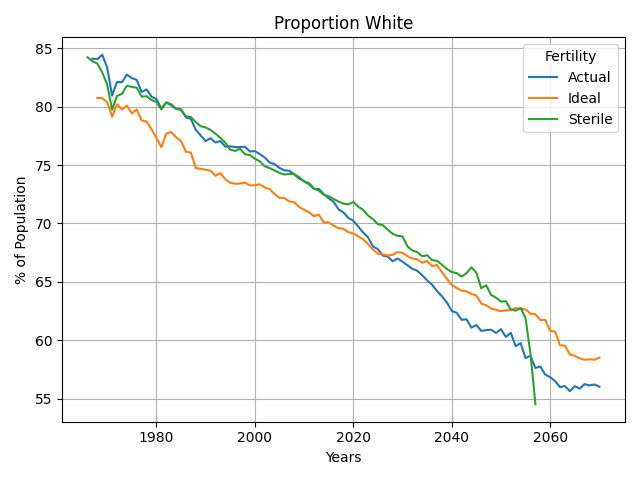 Proportion White
85
80
75
70
65
60
55
% of Population
1980
2000
2020
2040
2060
Years
Fertility
Actual
Ideal
Sterile